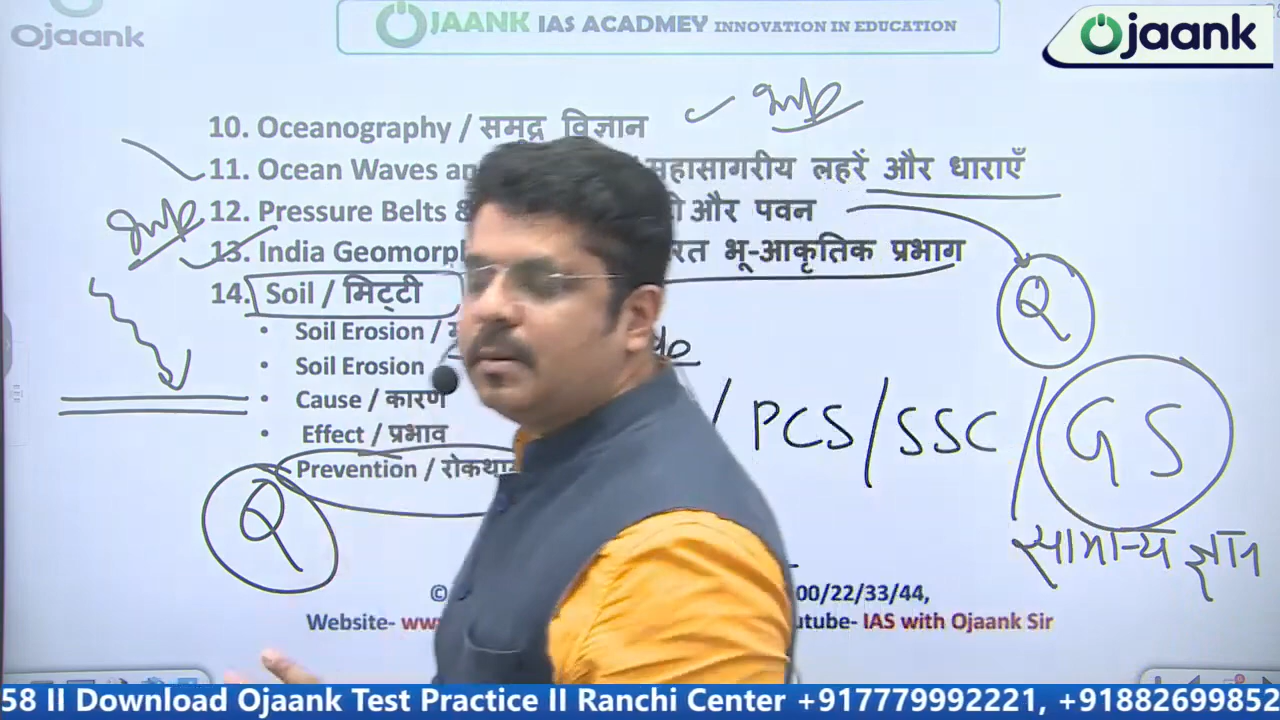 Ojaank
OJAANK IAS ACADMEY INNOVATION IN EDUCATION
Ojaank
10. Oceanography / समुद्र विज्ञान
Imp
11. Ocean Waves an महासागरीय लहरें और धाराएँ
Imp
12. Pressure Belts & और पवन
13. India Geomorph रत भू-आकृतिक प्रभाग
Q
14. Soil / मिट्टी
• Soil Erosion /
• Soil Erosion
• Cause / कारण
/ PCS / SSC / GS
• Effect / प्रभाव
• Prevention / रोकथा
Q
सामान्य ज्ञान
© 00/22/33/44,
Website- www utube- IAS with Ojaank Sir
58 II Download Ojaank Test Practice II Ranchi Center +917779992221, +91882699852